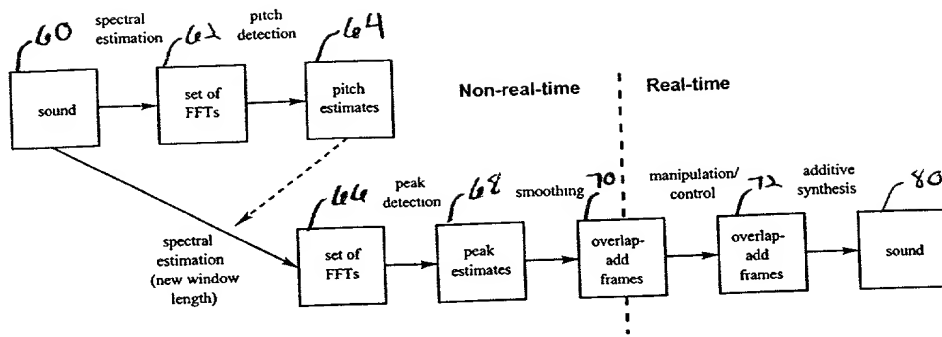 60
spectral
estimation
62
pitch
detection
64
sound
set of
FFTs
pitch
estimates
Non-real-time
Real-time
66
peak
detection
68
smoothing
70
manipulation/
control
72
additive
synthesis
80
spectral
estimation
(new window
length)
set of
FFTs
peak
estimates
overlap-
add
frames
overlap-
add
frames
sound